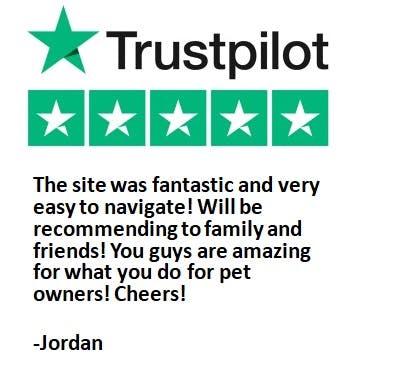 Trustpilot
The site was fantastic and very
easy to navigate! Will be
recommending to family and
friends! You guys are amazing
for what you do for pet
owners! Cheers!
-Jordan